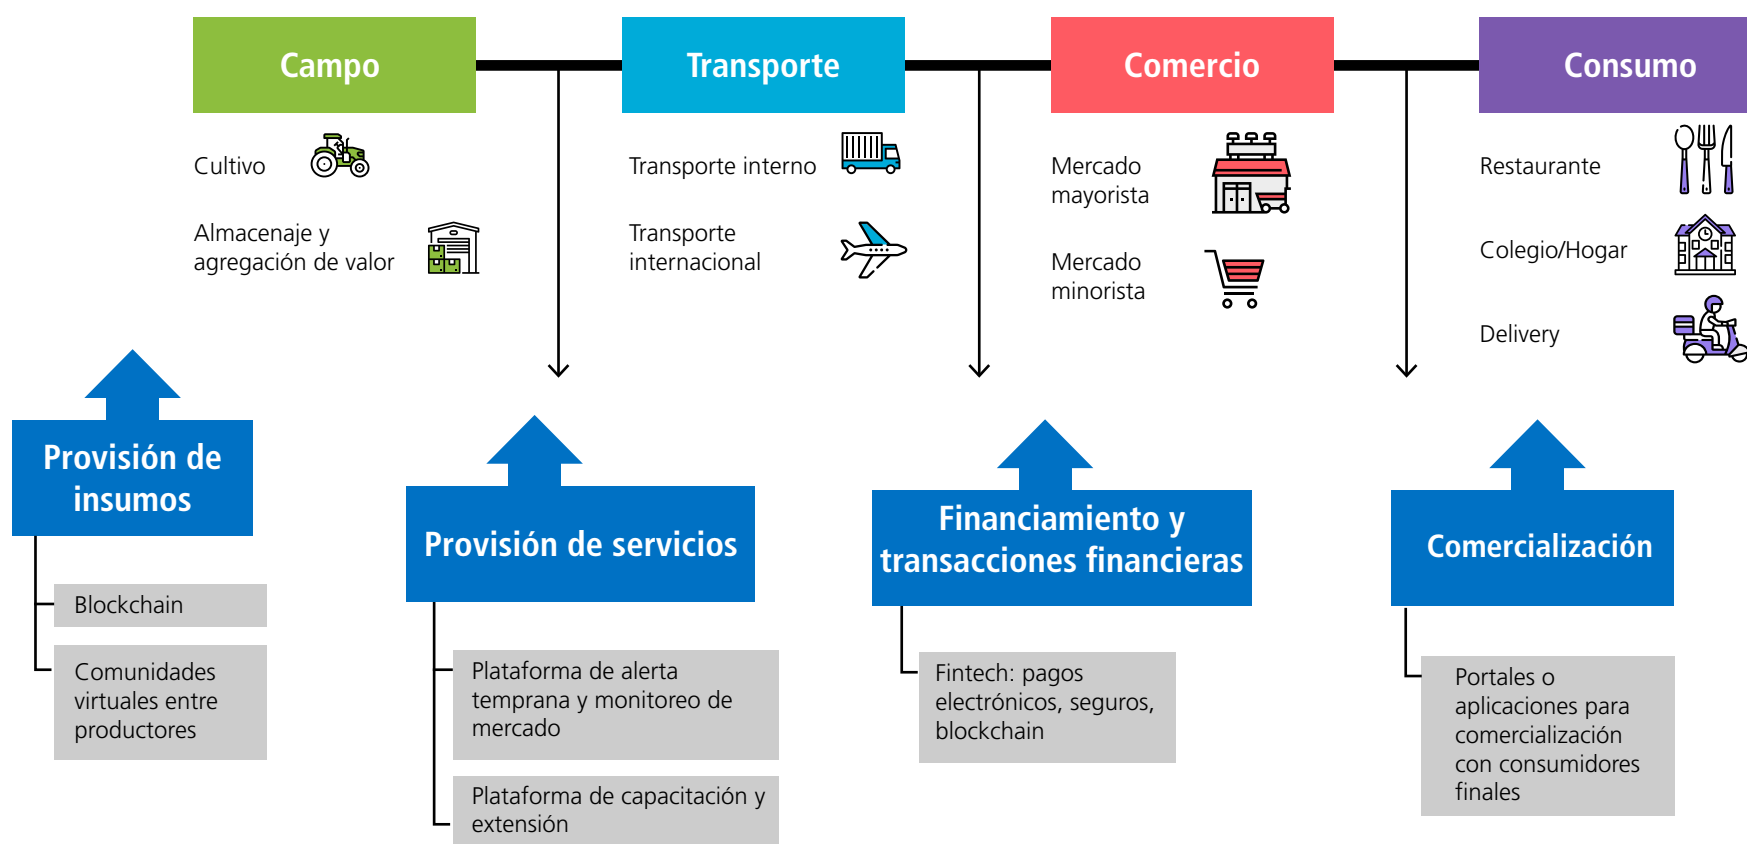 Campo
Transporte
Comercio
Consumo
Cultivo
Almacenaje y
agregación de valor
Transporte interno
Transporte
internacional
Mercado
mayorista
Mercado
minorista
Restaurante
Colegio/Hogar
Delivery
Provisión de
insumos
Blockchain
Comunidades
virtuales entre
productores
Provisión de servicios
Plataforma de alerta
temprana y monitoreo de
mercado
Plataforma de capacitación y
extensión
Financiamiento y
transacciones financieras
Fintech: pagos
electrónicos, seguros,
blockchain
Comercialización
Portales o
aplicaciones para
comercialización
con consumidores
finales